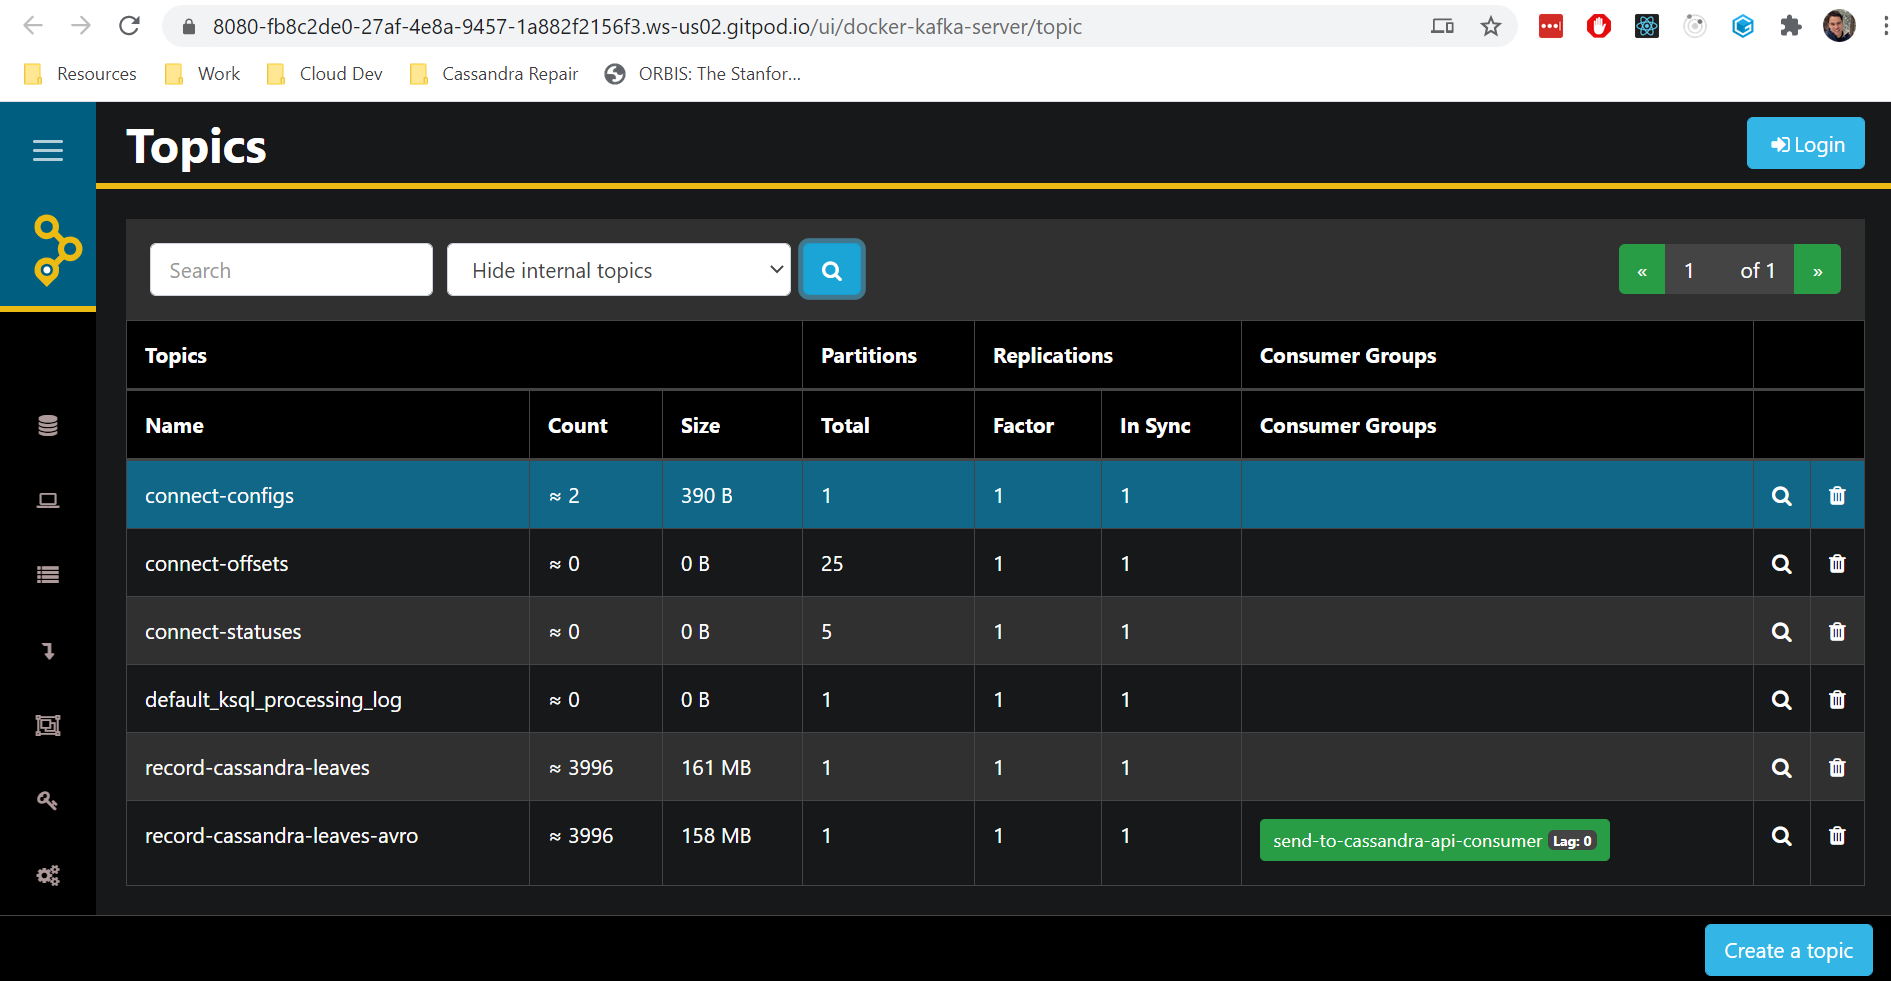 8080-fb8c2de0-27af-4e8a-9457-1a882f2156f3.ws-us02.gitpod.io/ui/docker-kafka-server/topic
Resources Work Cloud Dev Cassandra Repair ORBIS: The Stanfor...
Topics
Login
Search Hide internal topics « 1 of 1 »
Topics Partitions Replications Consumer Groups
Name Count Size Total Factor In Sync Consumer Groups
connect-configs ≈ 2 390 B 1 1 1
connect-offsets ≈ 0 0 B 25 1 1
connect-statuses ≈ 0 0 B 5 1 1
default_ksql_processing_log ≈ 0 0 B 1 1 1
record-cassandra-leaves ≈ 3996 161 MB 1 1 1
record-cassandra-leaves-avro ≈ 3996 158 MB 1 1 1 send-to-cassandra-api-consumer Lag: 0
Create a topic